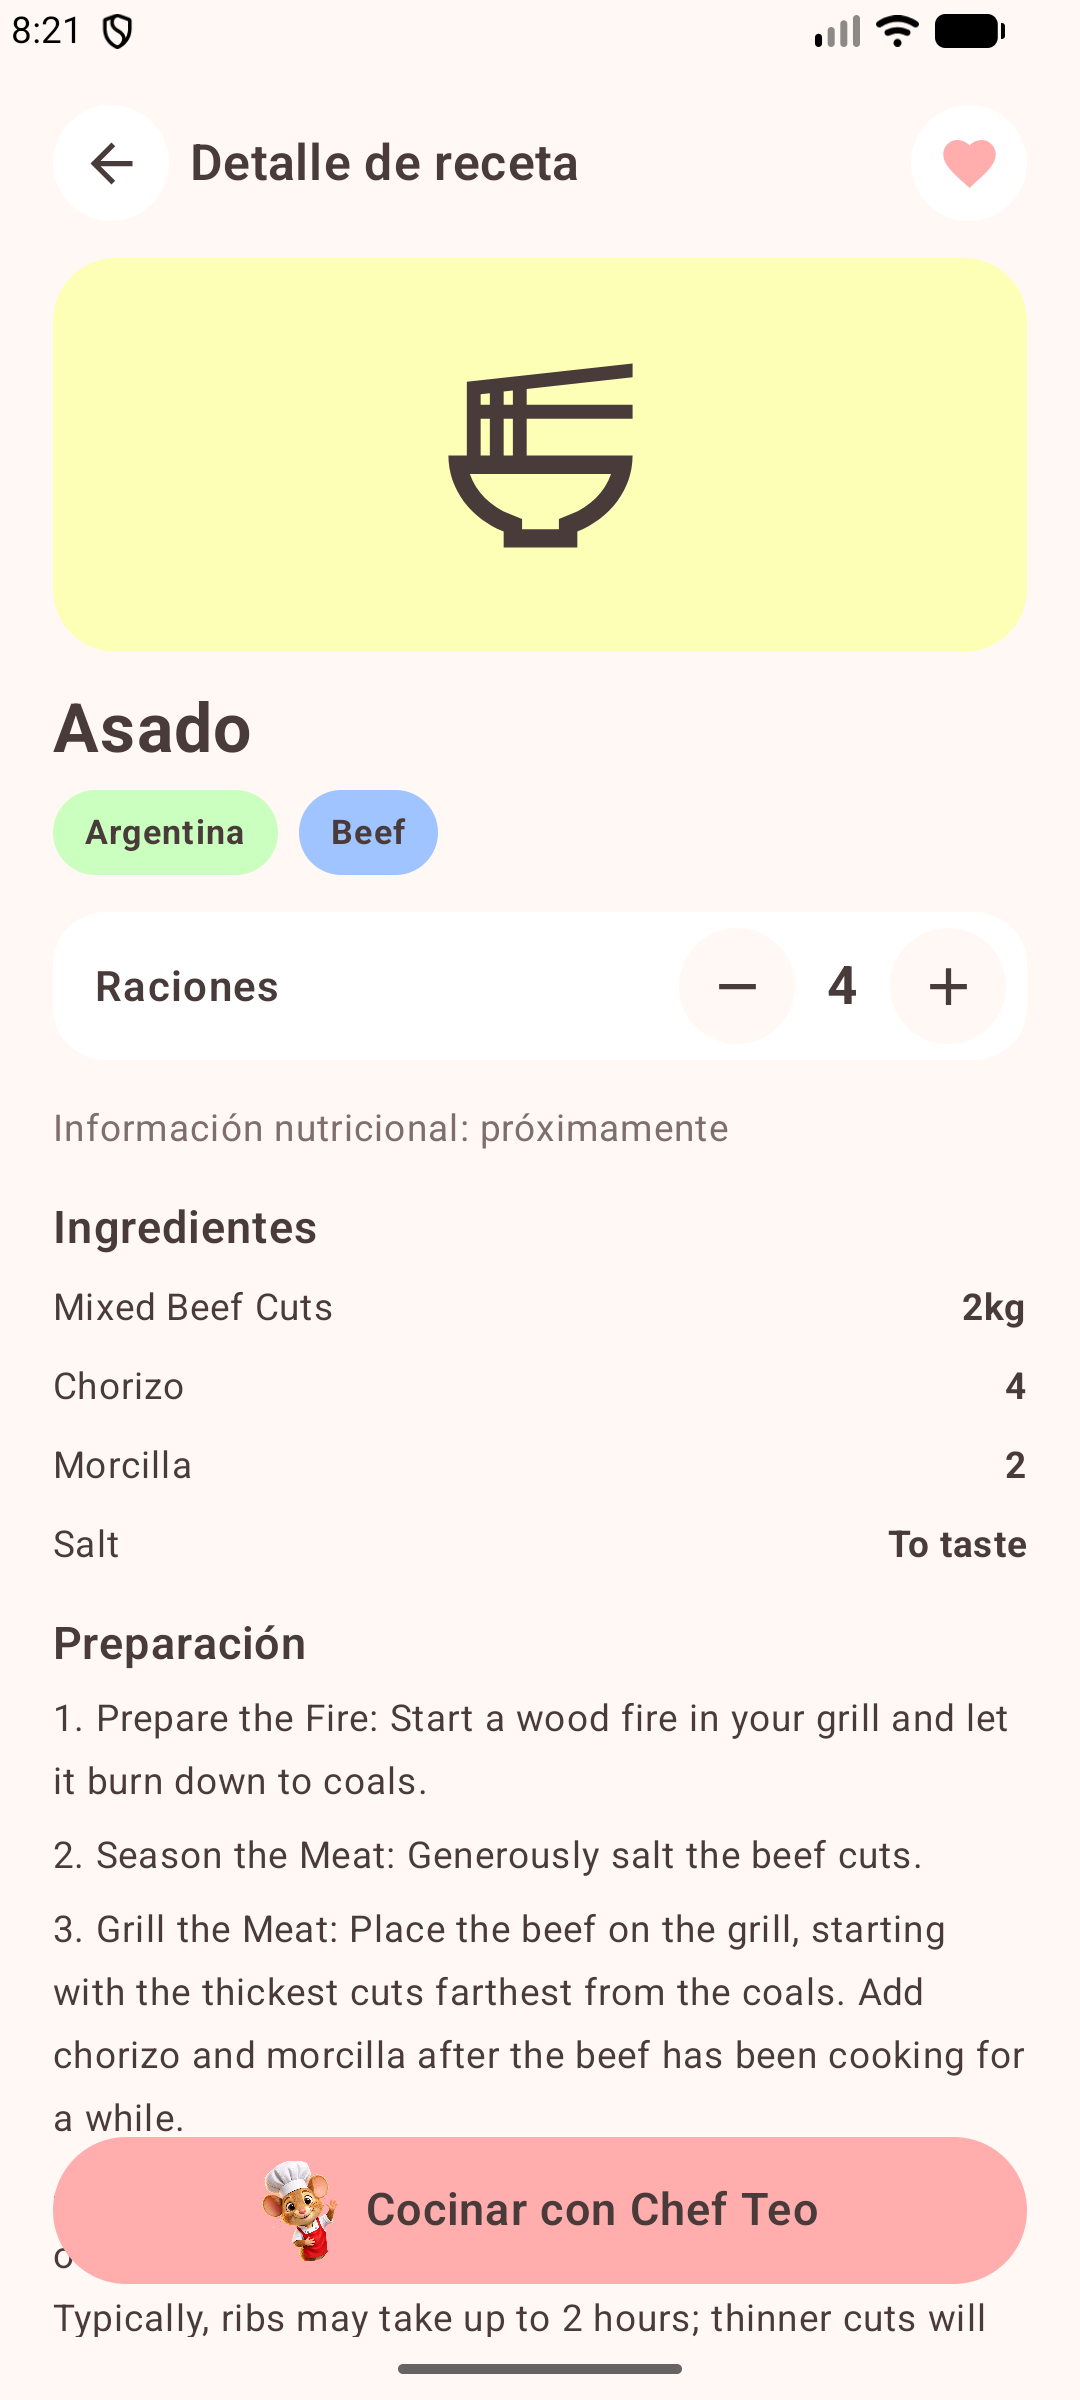 8:21
Detalle de receta
Asado
Argentina
Beef
Raciones
4
Información nutricional: próximamente
Ingredientes
Mixed Beef Cuts
2kg
Chorizo
4
Morcilla
2
Salt
To taste
Preparación
1. Prepare the Fire: Start a wood fire in your grill and let
it burn down to coals.
2. Season the Meat: Generously salt the beef cuts.
3. Grill the Meat: Place the beef on the grill, starting
with the thickest cuts farthest from the coals. Add
chorizo and morcilla after the beef has been cooking for
a while.
Cocinar con Chef Teo
Typically, ribs may take up to 2 hours; thinner cuts will